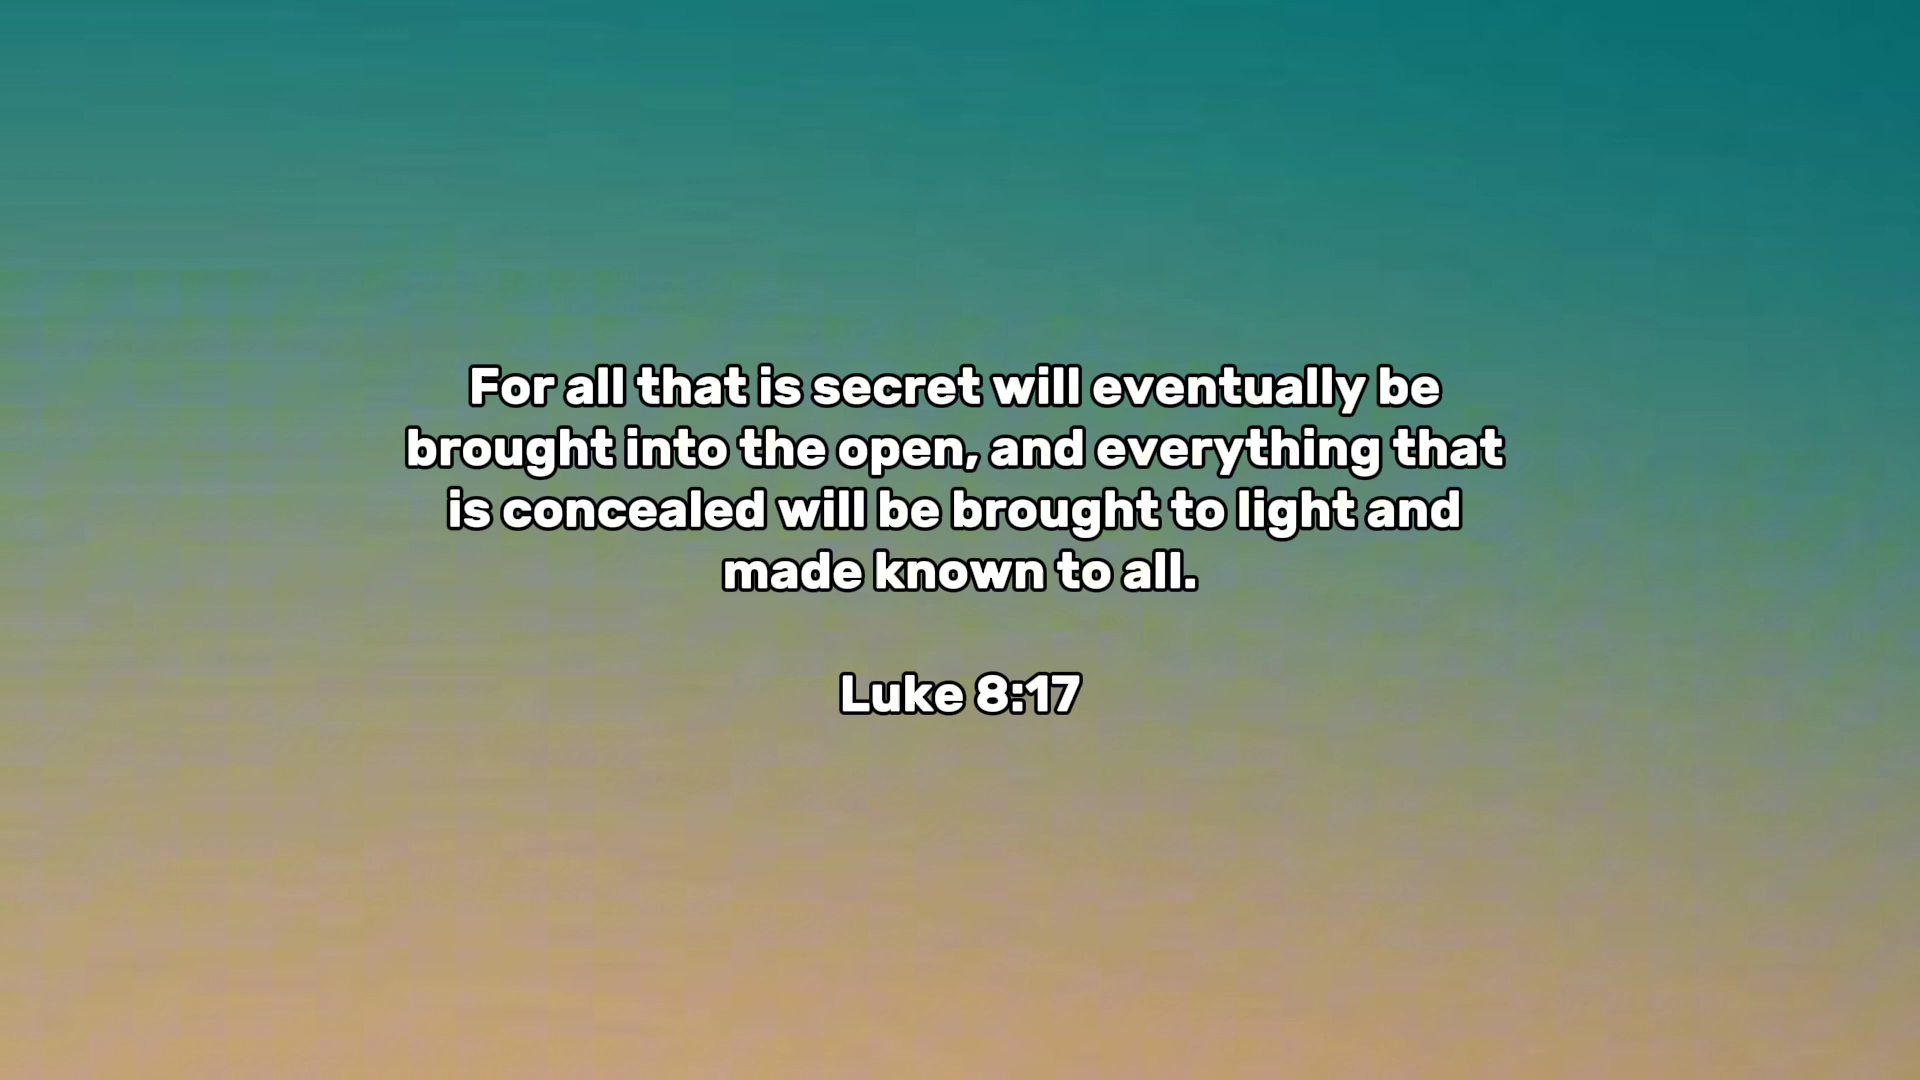 For all that is secret will eventually be
brought into the open, and everything that
is concealed will be brought to light and
made known to all.
Luke 8:17